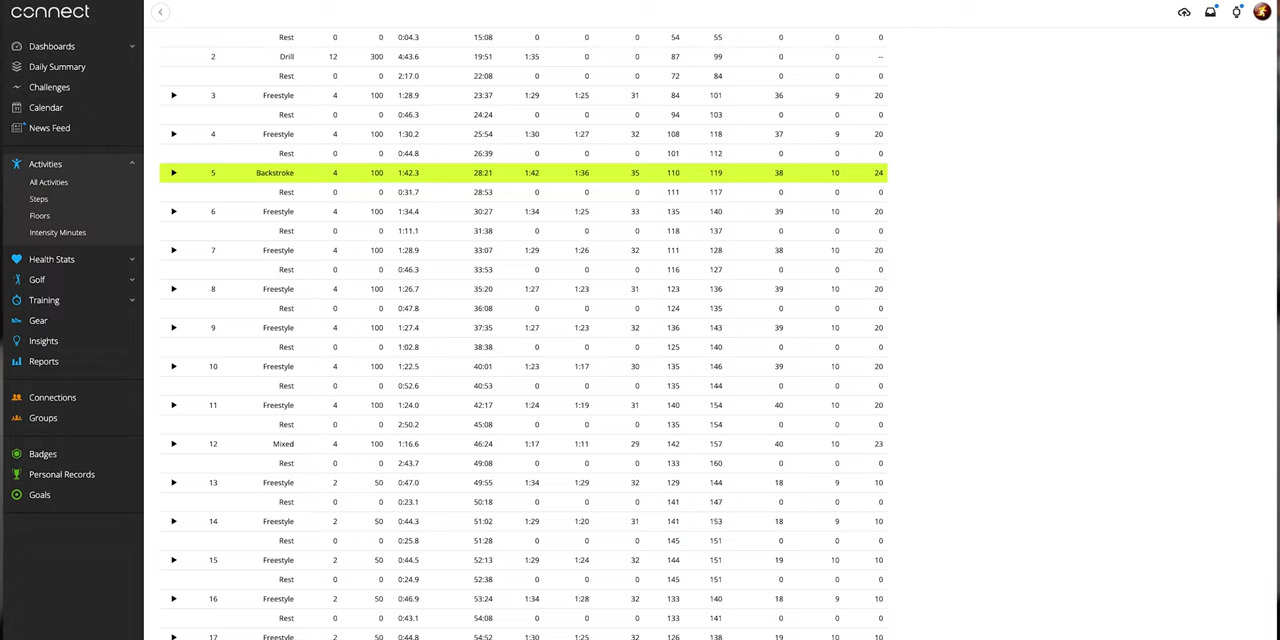 connect
Dashboards
Daily Summary
Challenges
Calendar
News Feed
Activities
All Activities
Steps
Floors
Intensity Minutes
Health Stats
Golf
Training
Gear
Insights
Reports
Connections
Groups
Badges
Personal Records
Goals
Rest 0 0 0:04.3 15:08 0 0 0 54 55 0 0 0
2 Drill 12 300 4:43.6 19:51 1:35 0 0 87 99 0 0 --
Rest 0 0 2:17.0 22:08 0 0 0 72 84 0 0 0
3 Freestyle 4 100 1:28.9 23:37 1:29 1:25 31 84 101 36 9 20
Rest 0 0 0:46.3 24:24 0 0 0 94 103 0 0 0
4 Freestyle 4 100 1:30.2 25:54 1:30 1:27 32 108 118 37 9 20
Rest 0 0 0:44.8 26:39 0 0 0 101 112 0 0 0
5 Backstroke 4 100 1:42.3 28:21 1:42 1:36 35 110 119 38 10 24
Rest 0 0 0:31.7 28:53 0 0 0 111 117 0 0 0
6 Freestyle 4 100 1:34.4 30:27 1:34 1:25 33 135 140 39 10 20
Rest 0 0 1:11.1 31:38 0 0 0 118 137 0 0 0
7 Freestyle 4 100 1:28.9 33:07 1:29 1:26 32 111 128 38 10 20
Rest 0 0 0:46.3 33:53 0 0 0 116 127 0 0 0
8 Freestyle 4 100 1:26.7 35:20 1:27 1:23 31 123 136 39 10 20
Rest 0 0 0:47.8 36:08 0 0 0 124 135 0 0 0
9 Freestyle 4 100 1:27.4 37:35 1:27 1:23 32 136 143 39 10 20
Rest 0 0 1:02.8 38:38 0 0 0 125 140 0 0 0
10 Freestyle 4 100 1:22.5 40:01 1:23 1:17 30 135 146 39 10 20
Rest 0 0 0:52.6 40:53 0 0 0 135 144 0 0 0
11 Freestyle 4 100 1:24.0 42:17 1:24 1:19 31 140 154 40 10 20
Rest 0 0 2:50.2 45:08 0 0 0 135 154 0 0 0
12 Mixed 4 100 1:16.6 46:24 1:17 1:11 29 142 157 40 10 23
Rest 0 0 2:43.7 49:08 0 0 0 133 160 0 0 0
13 Freestyle 2 50 0:47.0 49:55 1:34 1:29 32 129 144 18 9 10
Rest 0 0 0:23.1 50:18 0 0 0 141 147 0 0 0
14 Freestyle 2 50 0:44.3 51:02 1:29 1:20 31 141 153 18 9 10
Rest 0 0 0:25.8 51:28 0 0 0 145 151 0 0 0
15 Freestyle 2 50 0:44.5 52:13 1:29 1:24 32 144 151 19 10 10
Rest 0 0 0:24.9 52:38 0 0 0 145 151 0 0 0
16 Freestyle 2 50 0:46.9 53:24 1:34 1:28 32 133 140 18 9 10
Rest 0 0 0:43.1 54:08 0 0 0 133 141 0 0 0
17 Freestyle 2 50 0:44.8 54:52 1:30 1:25 32 126 138 19 10 10